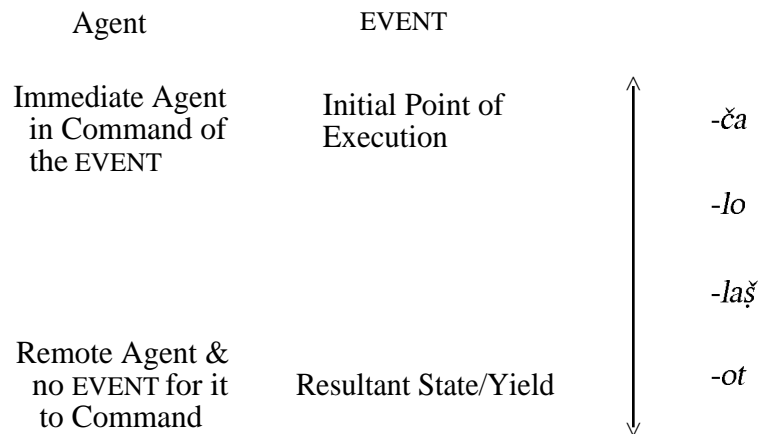 Agent EVENT
Immediate Agent
in Command of
the EVENT
Initial Point of
Execution
-ča
-lo
-laṣ̌
Remote Agent &
no EVENT for it
to Command
Resultant State/Yield
-ot